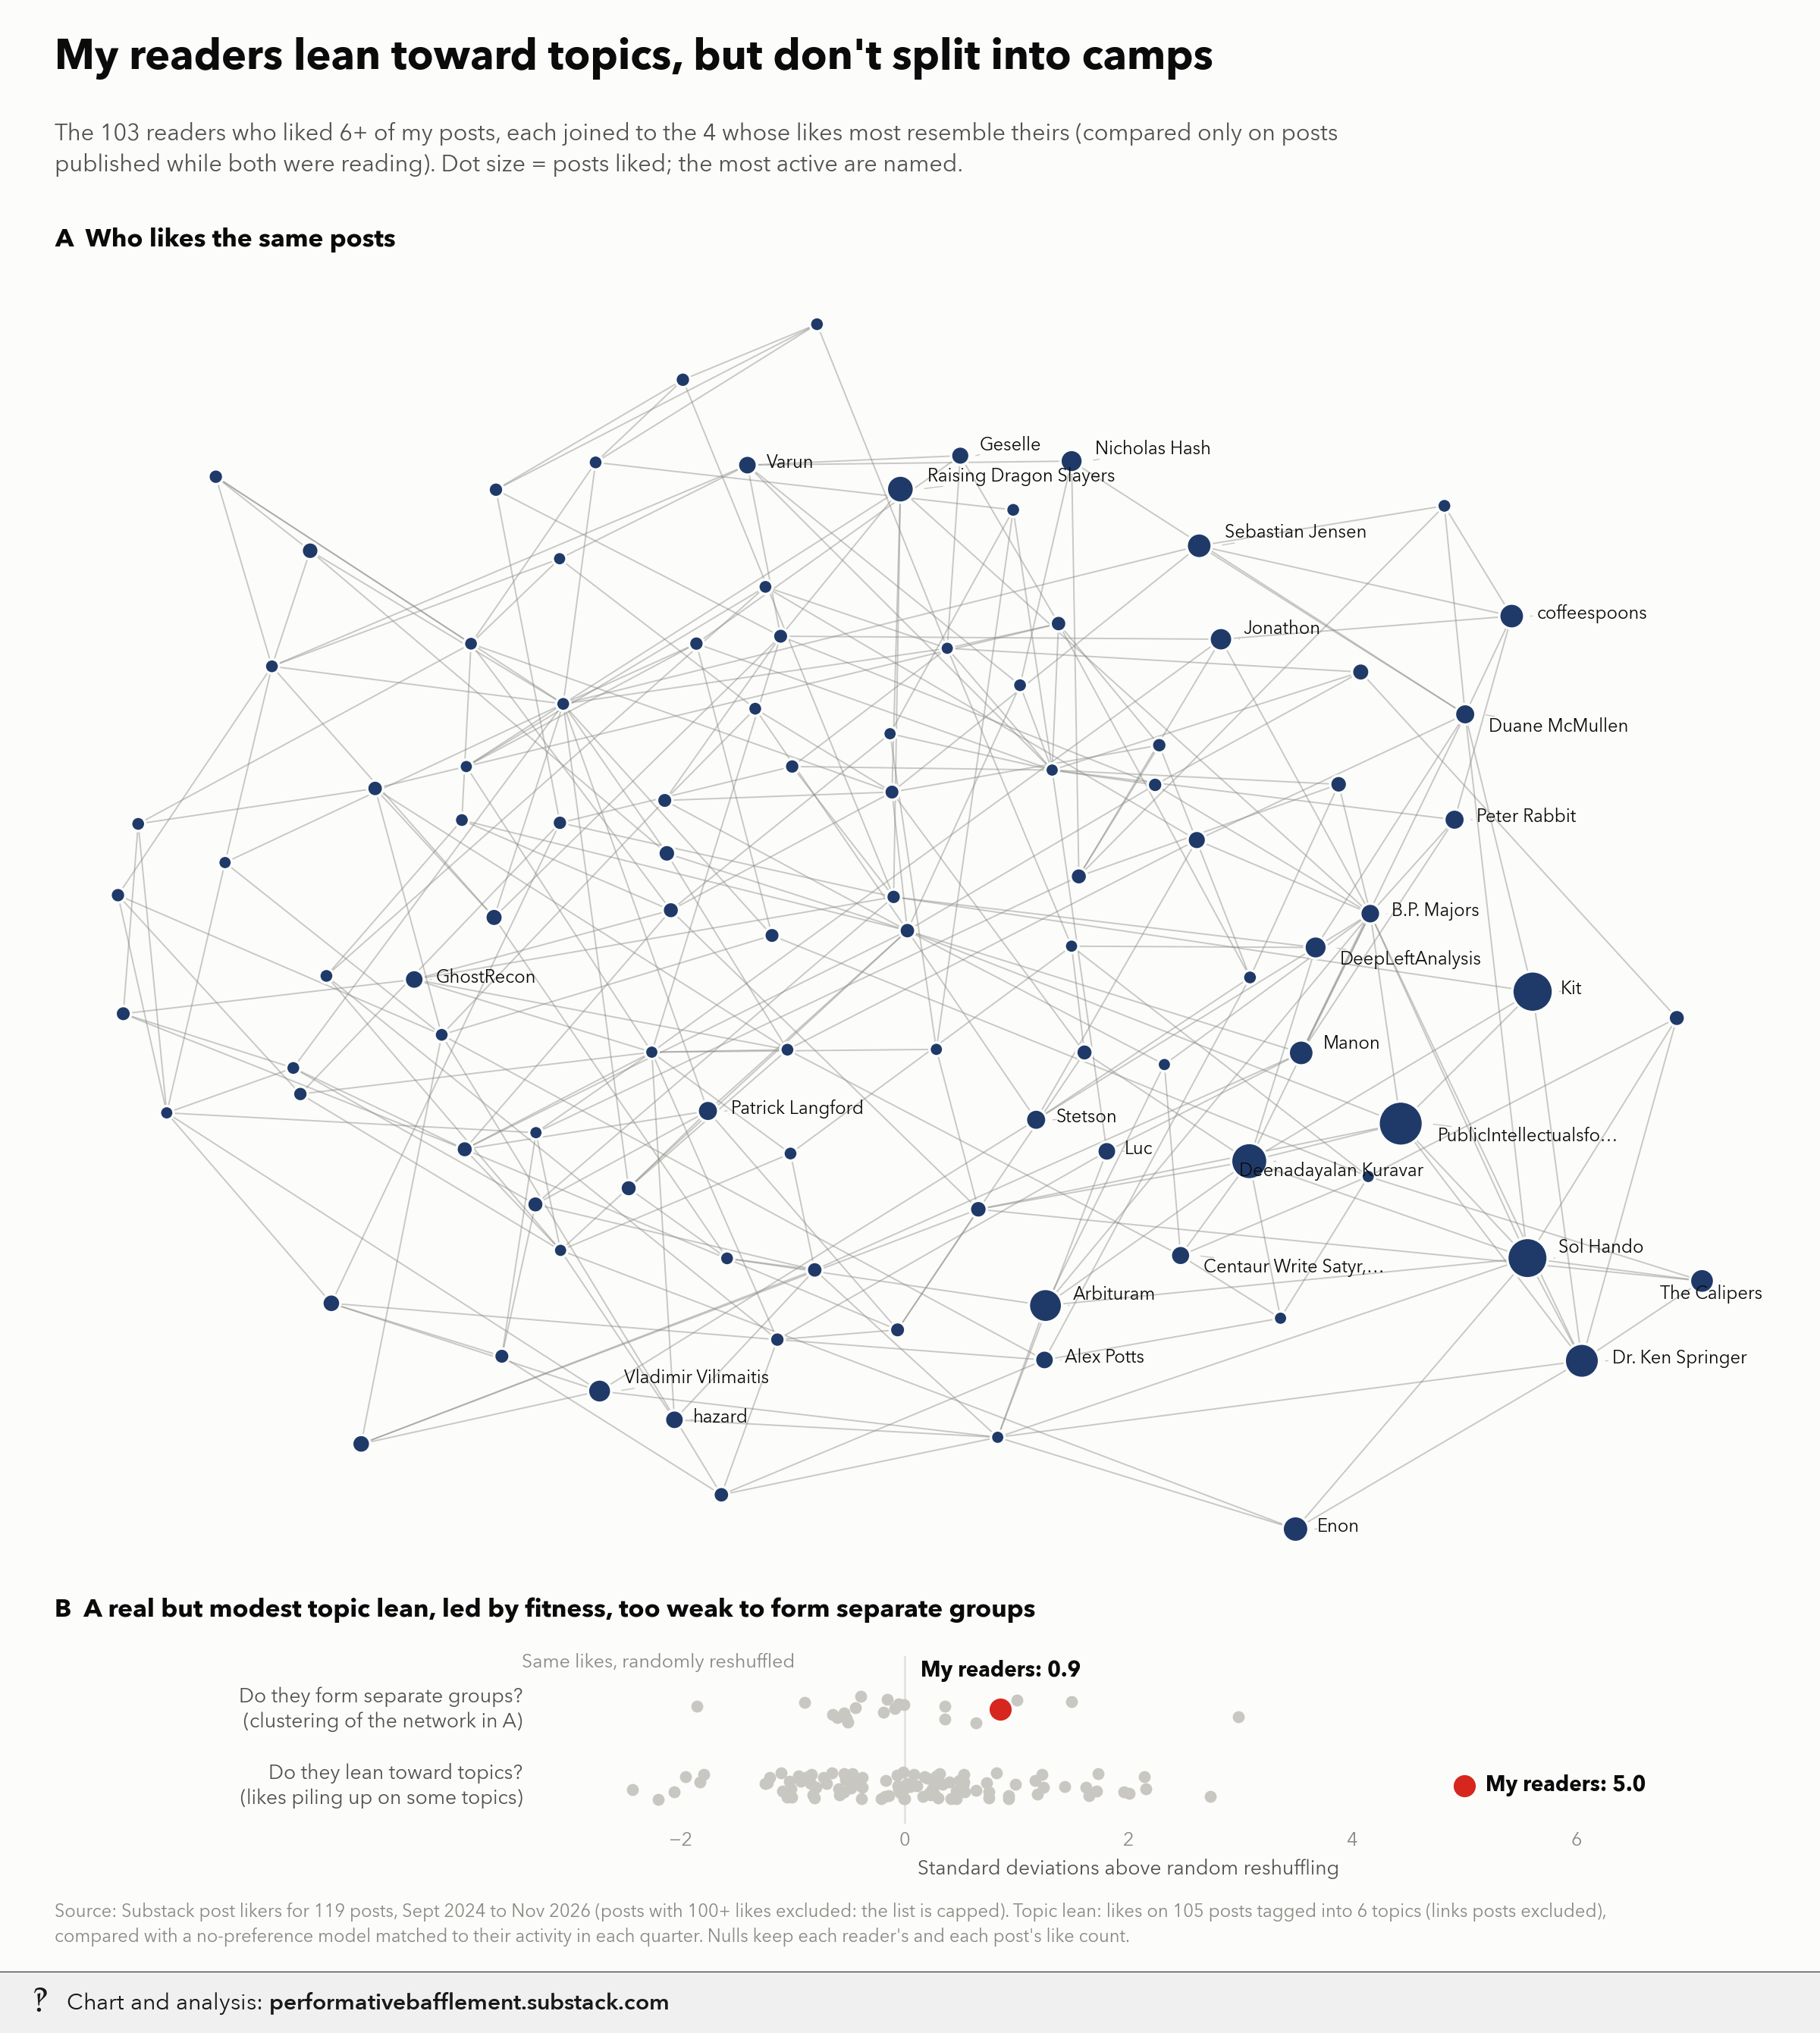 My readers lean toward topics, but don't split into camps
The 103 readers who liked 6+ of my posts, each joined to the 4 whose likes most resemble theirs (compared only on posts
published while both were reading). Dot size = posts liked; the most active are named.
A Who likes the same posts
Geselle
Nicholas Hash
Varun
Raising Dragon Slayers
Sebastian Jensen
coffeespoons
Jonathon
Duane McMullen
Peter Rabbit
B.P. Majors
DeepLeftAnalysis
GhostRecon
Kit
Manon
Patrick Langford
Stetson
PublicIntellectualsfo…
Luc
Deenadayalan Kuravar
Sol Hando
Centaur Write Satyr,…
Arbituram
The Calipers
Alex Potts
Dr. Ken Springer
Vladimir Vilimaitis
hazard
Enon
B A real but modest topic lean, led by fitness, too weak to form separate groups
Same likes, randomly reshuffled
My readers: 0.9
Do they form separate groups?
(clustering of the network in A)
Do they lean toward topics?
(likes piling up on some topics)
My readers: 5.0
−2 0 2 4 6
Standard deviations above random reshuffling
Source: Substack post likers for 119 posts, Sept 2024 to Nov 2026 (posts with 100+ likes excluded: the list is capped). Topic lean: likes on 105 posts tagged into 6 topics (links posts excluded),
compared with a no-preference model matched to their activity in each quarter. Nulls keep each reader's and each post's like count.
‽ Chart and analysis: performativebafflement.substack.com